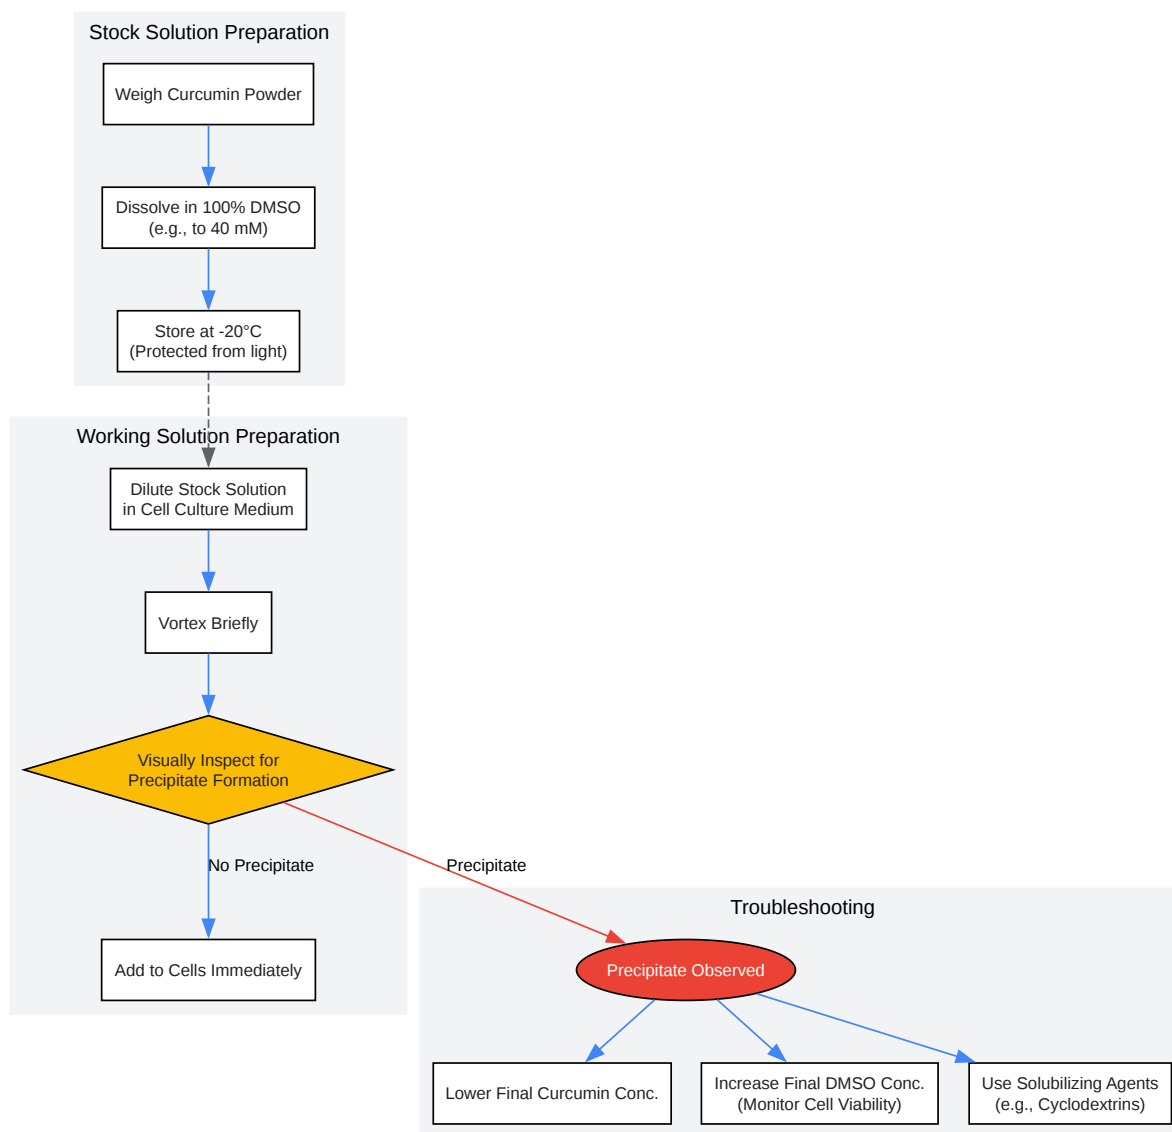 Stock Solution Preparation
Weigh Curcumin Powder
Dissolve in 100% DMSO
(e.g., to 40 mM)
Store at -20°C
(Protected from light)
Working Solution Preparation
Dilute Stock Solution
in Cell Culture Medium
Vortex Briefly
Visually Inspect for
Precipitate Formation
No Precipitate
Precipitate
Add to Cells Immediately
Troubleshooting
Precipitate Observed
Lower Final Curcumin Conc.
Increase Final DMSO Conc.
(Monitor Cell Viability)
Use Solubilizing Agents
(e.g., Cyclodextrins)